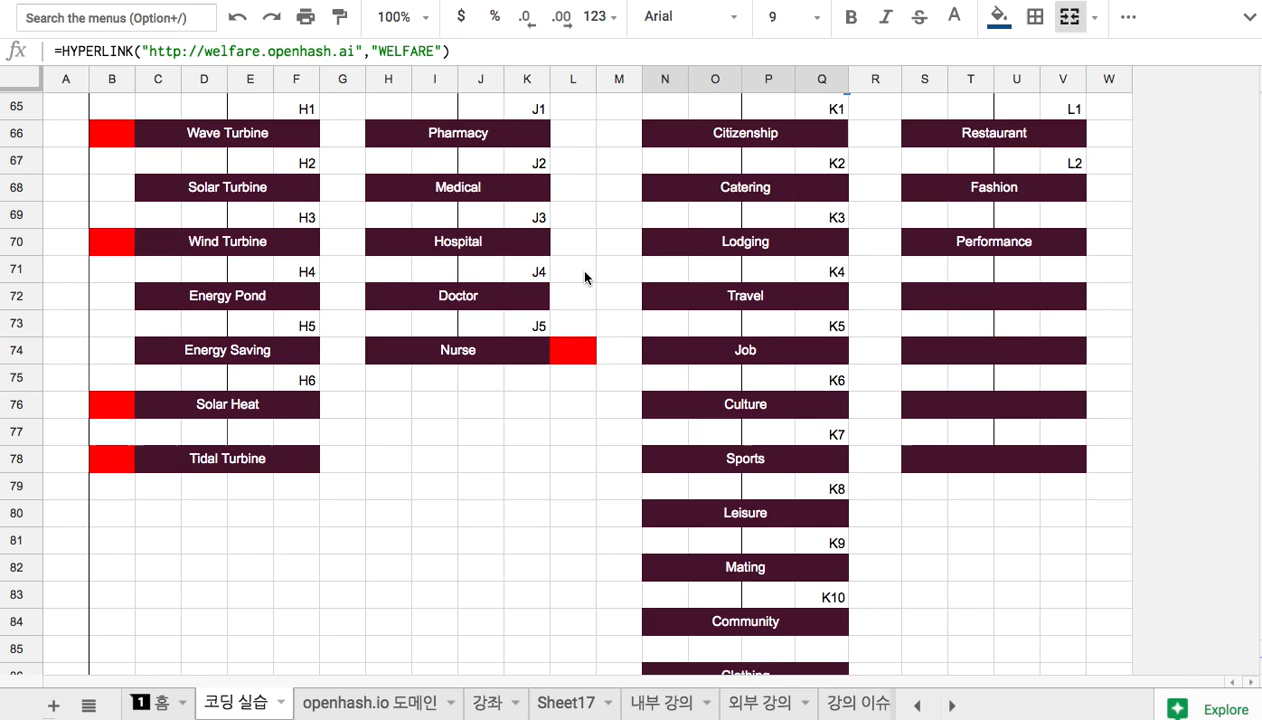 Search the menus (Option+/) 100% $ % .0 .00 123 Arial 9 B I S A
fx =HYPERLINK("http://welfare.openhash.ai","WELFARE")
A B C D E F G H I J K L M N O P Q R S T U V W
65 H1 J1 K1 L1
66 Wave Turbine Pharmacy Citizenship Restaurant
67 H2 J2 K2 L2
68 Solar Turbine Medical Catering Fashion
69 H3 J3 K3
70 Wind Turbine Hospital Lodging Performance
71 H4 J4 K4
72 Energy Pond Doctor Travel
73 H5 J5 K5
74 Energy Saving Nurse Job
75 H6 K6
76 Solar Heat Culture
77 K7
78 Tidal Turbine Sports
79 K8
80 Leisure
81 K9
82 Mating
83 K10
84 Community
85
86 Clothing
1 홈 코딩 실습 openhash.io 도메인 강좌 Sheet17 내부 강의 외부 강의 강의 이슈 Explore